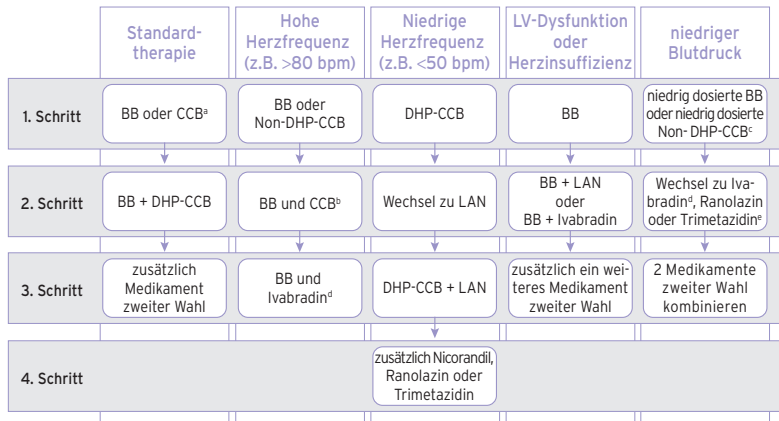 Standard-
therapie
Hohe
Herzfrequenz
(z.B. >80 bpm)
Niedrige
Herzfrequenz
(z.B. <50 bpm)
LV-Dysfunktion
oder
Herzinsuffizienz
niedriger
Blutdruck
1. Schritt
BB oder CCBᵃ
BB oder
Non-DHP-CCB
DHP-CCB
BB
niedrig dosierte BB
oder niedrig dosierte
Non- DHP-CCBᶜ
2. Schritt
BB + DHP-CCB
BB und CCBᵇ
Wechsel zu LAN
BB + LAN
oder
BB + Ivabradin
Wechsel zu Iva-
bradinᵈ, Ranolazin
oder Trimetazidinᵉ
3. Schritt
zusätzlich
Medikament
zweiter Wahl
BB und
Ivabradinᵈ
DHP-CCB + LAN
zusätzlich ein wei-
teres Medikament
zweiter Wahl
2 Medikamente
zweiter Wahl
kombinieren
4. Schritt
zusätzlich Nicorandil,
Ranolazin oder
Trimetazidin